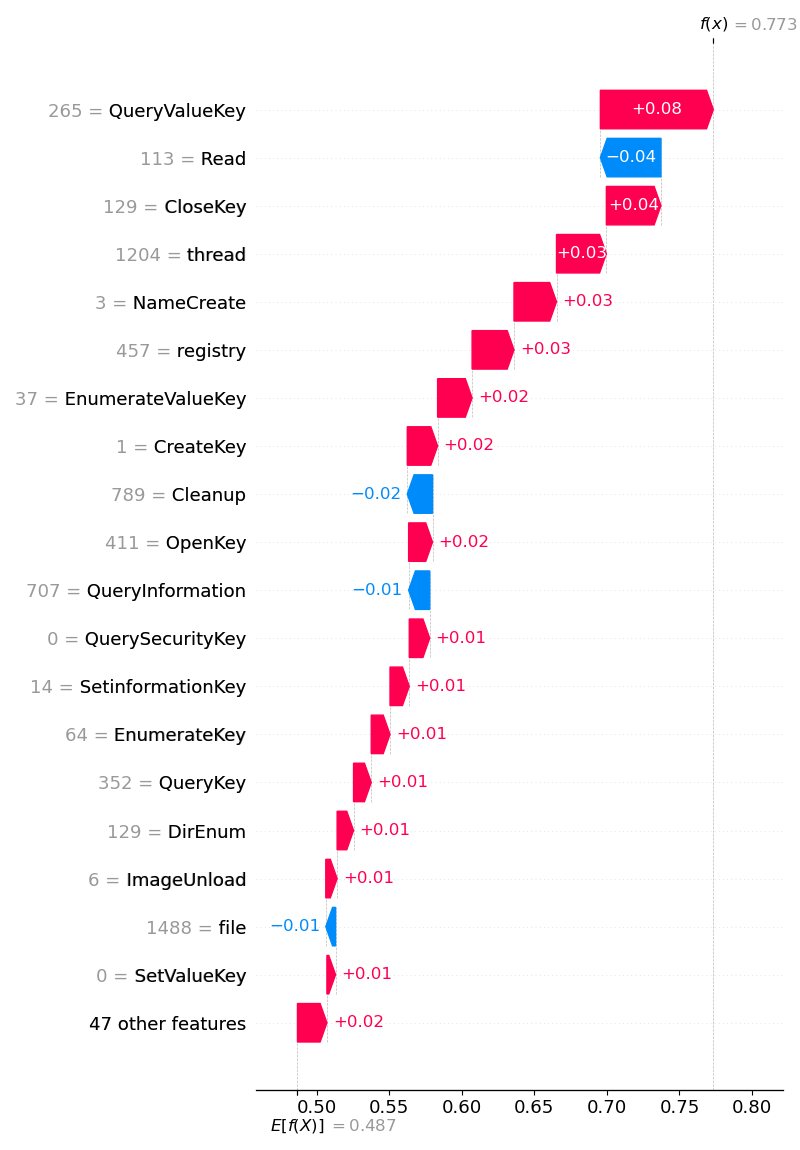 f(x) = 0.773
265 = QueryValueKey +0.08
113 = Read −0.04
129 = CloseKey +0.04
1204 = thread +0.03
3 = NameCreate +0.03
457 = registry +0.03
37 = EnumerateValueKey +0.02
1 = CreateKey +0.02
789 = Cleanup −0.02
411 = OpenKey +0.02
707 = QueryInformation −0.01
0 = QuerySecurityKey +0.01
14 = SetinformationKey +0.01
64 = EnumerateKey +0.01
352 = QueryKey +0.01
129 = DirEnum +0.01
6 = ImageUnload +0.01
1488 = file −0.01
0 = SetValueKey +0.01
47 other features +0.02
0.50 0.55 0.60 0.65 0.70 0.75 0.80
E[f(X)] = 0.487